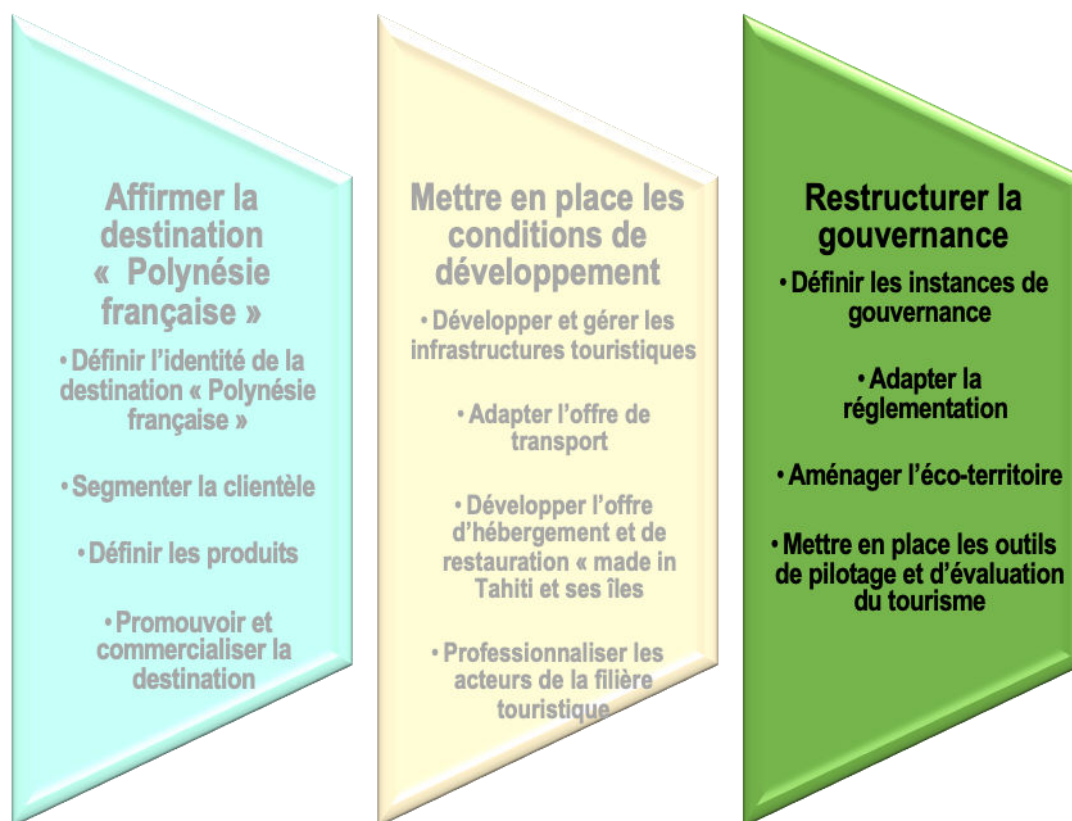 Affirmer la
destination
« Polynésie
française »
• Définir l’identité de la
destination « Polynésie
française »
• Segmenter la clientèle
• Définir les produits
• Promouvoir et
commercialiser la
destination
Mettre en place les
conditions de
développement
• Développer et gérer les
infrastructures touristiques
• Adapter l’offre de
transport
• Développer l’offre
d’hébergement et de
restauration « made in
Tahiti et ses îles
• Professionnaliser les
acteurs de la filière
touristique
Restructurer la
gouvernance
• Définir les instances de
gouvernance
• Adapter la
réglementation
• Aménager l’éco-territoire
• Mettre en place les outils
de pilotage et d’évaluation
du tourisme